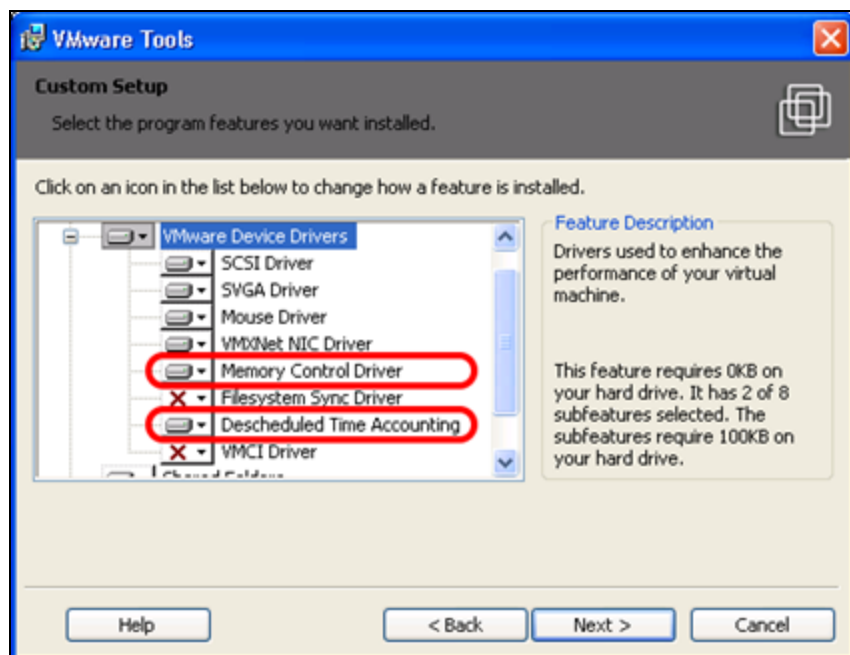 VMware Tools
Custom Setup
Select the program features you want installed.
Click on an icon in the list below to change how a feature is installed.
VMware Device Drivers
SCSI Driver
SVGA Driver
Mouse Driver
VMXNet NIC Driver
Memory Control Driver
Filesystem Sync Driver
Descheduled Time Accounting
VMCI Driver
Feature Description
Drivers used to enhance the
performance of your virtual
machine.
This feature requires 0KB on
your hard drive. It has 2 of 8
subfeatures selected. The
subfeatures require 100KB on
your hard drive.
Help
< Back
Next >
Cancel